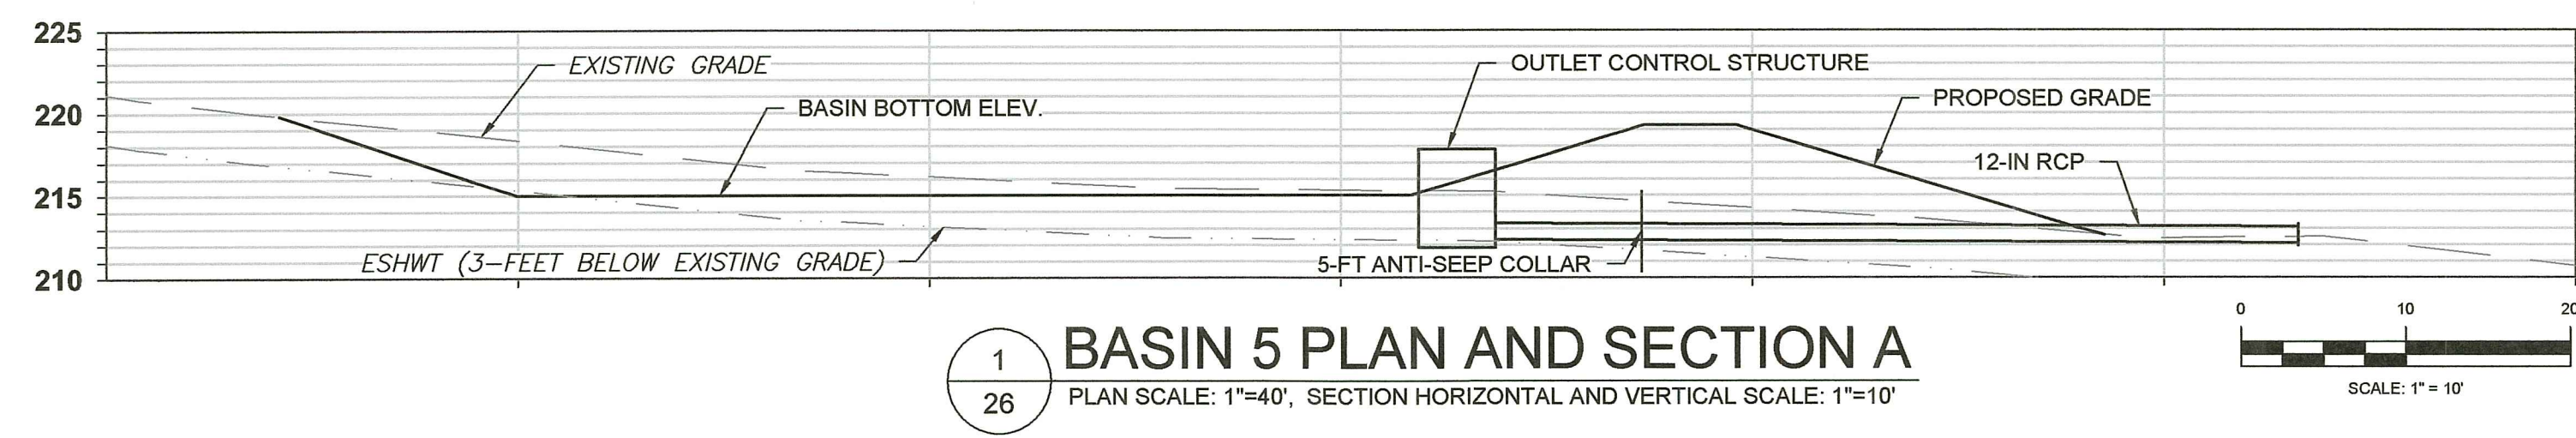 225
EXISTING GRADE
OUTLET CONTROL STRUCTURE
PROPOSED GRADE
220
BASIN BOTTOM ELEV.
12-IN RCP
215
ESHWT (3-FEET BELOW EXISTING GRADE)
5-FT ANTI-SEEP COLLAR
210
1
26
BASIN 5 PLAN AND SECTION A
PLAN SCALE: 1"=40', SECTION HORIZONTAL AND VERTICAL SCALE: 1"=10'
0 10 20
SCALE: 1" = 10'